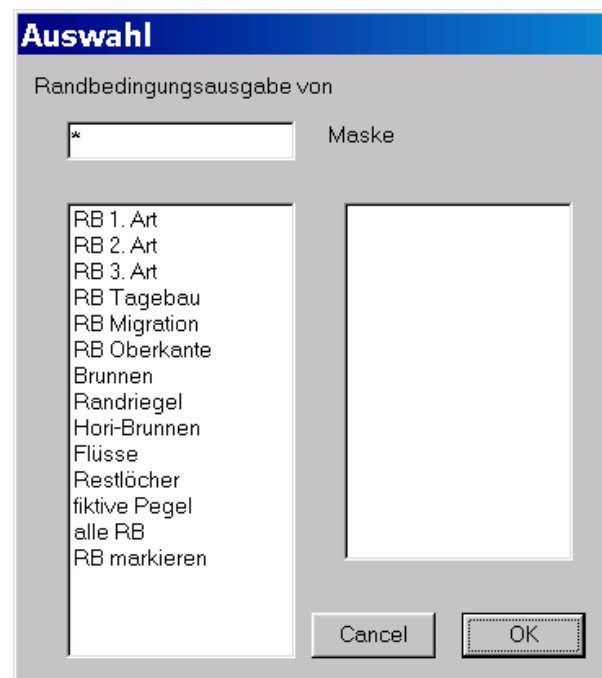 Auswahl
Randbedingungsausgabe von
* Maske
RB 1. Art
RB 2. Art
RB 3. Art
RB Tagebau
RB Migration
RB Oberkante
Brunnen
Randriegel
Hori-Brunnen
Flüsse
Restlöcher
fiktive Pegel
alle RB
RB markieren
Cancel OK